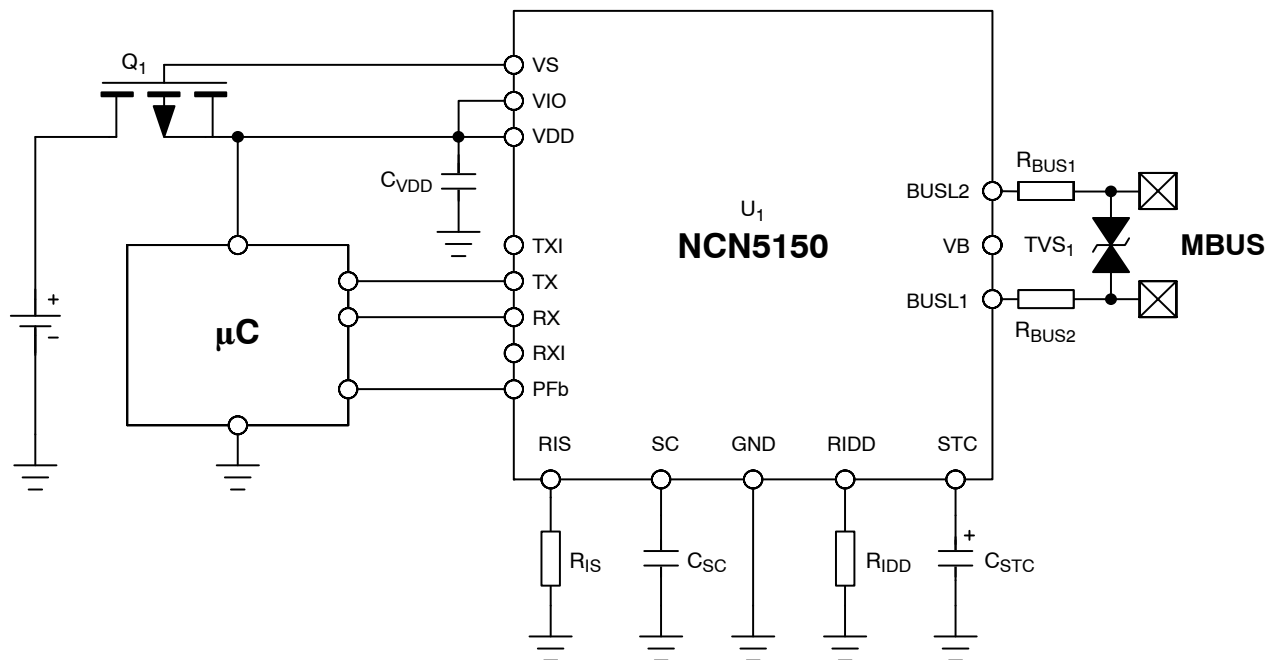 Q1
VS
VIO
VDD
CVDD
RBUS1
BUSL2
U1
NCN5150
TXI
VB
TVS1
MBUS
TX
BUSL1
RX
+
-
μC
RBUS2
RXI
PFb
RIS
SC
GND
RIDD
STC
+
RIS
CSC
RIDD
CSTC